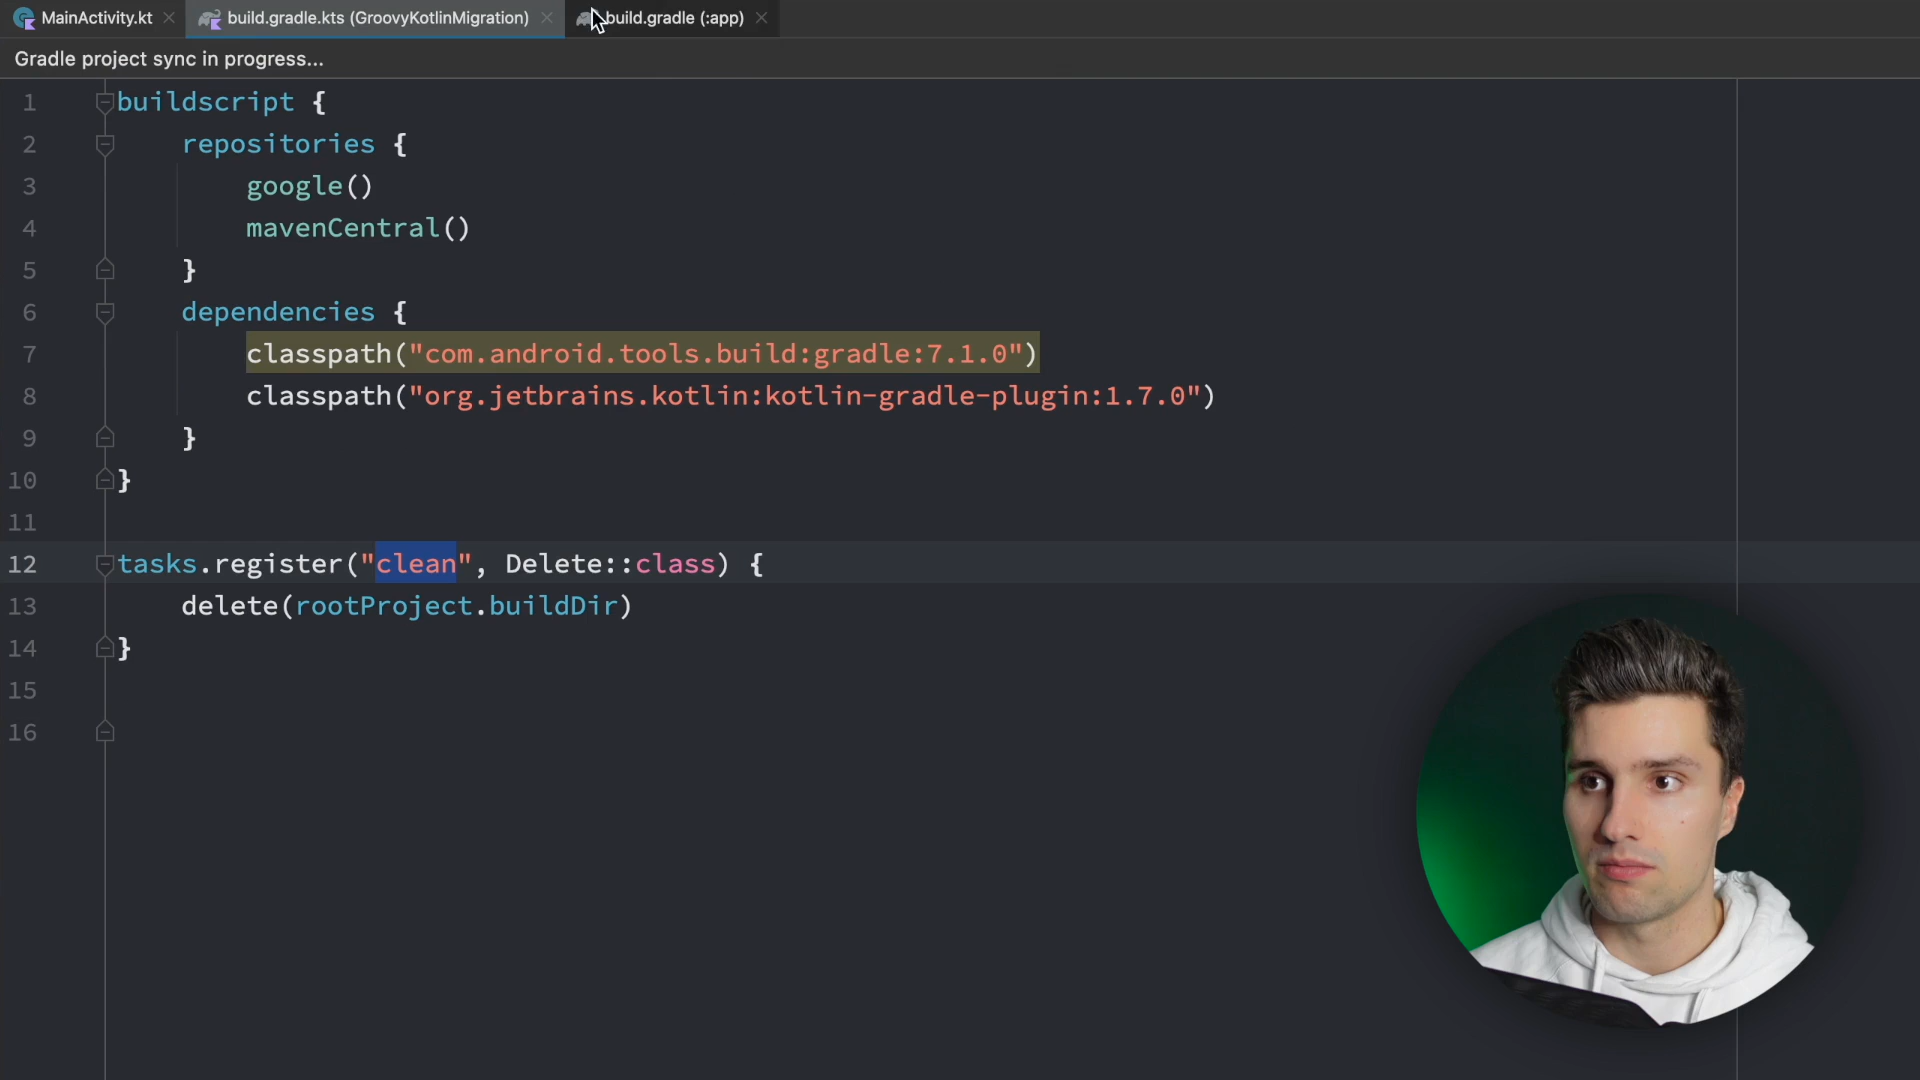 MainActivity.kt build.gradle.kts (GroovyKotlinMigration) build.gradle (:app)
Gradle project sync in progress...
1 buildscript {
2 repositories {
3 google()
4 mavenCentral()
5 }
6 dependencies {
7 classpath("com.android.tools.build:gradle:7.1.0")
8 classpath("org.jetbrains.kotlin:kotlin-gradle-plugin:1.7.0")
9 }
10 }
11
12 tasks.register("clean", Delete::class) {
13 delete(rootProject.buildDir)
14 }
15
16